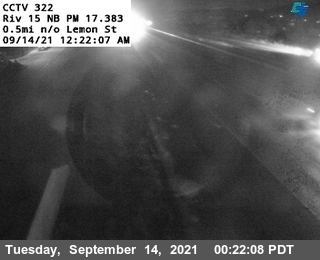 CCTV 322
Riv 15 NB PM 17.383
0.5mi n/o Lemon St
09/14/21 12:22:07 AM
Tuesday, September 14, 2021 00:22:08 PDT